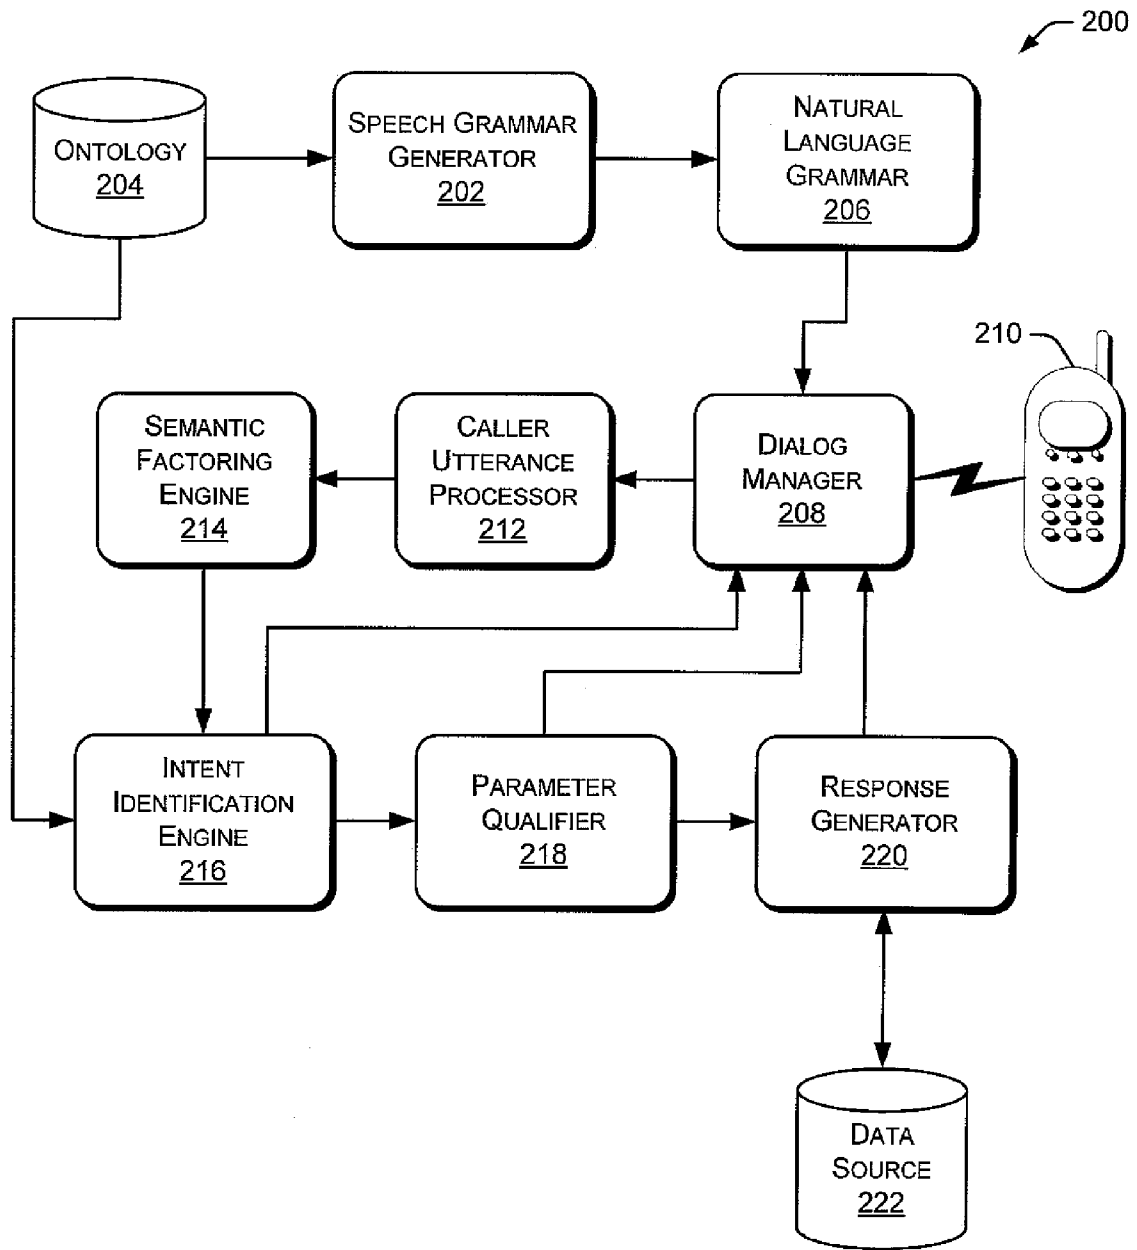 200
ONTOLOGY
204
SPEECH GRAMMAR
GENERATOR
202
NATURAL
LANGUAGE
GRAMMAR
206
210
SEMANTIC
FACTORING
ENGINE
214
CALLER
UTTERANCE
PROCESSOR
212
DIALOG
MANAGER
208
INTENT
IDENTIFICATION
ENGINE
216
PARAMETER
QUALIFIER
218
RESPONSE
GENERATOR
220
DATA
SOURCE
222